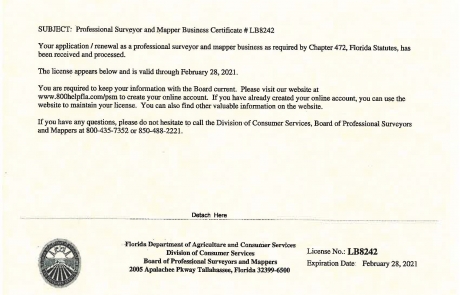 SUBJECT: Professional Surveyor and Mapper Business Certificate # LB8242
Your application / renewal as a professional surveyor and mapper business as required by Chapter 472, Florida Statutes, has
been received and processed.
The license appears below and is valid through February 28, 2021.
You are required to keep your information with the Board current. Please visit our website at
www.800helpfla.com/psm to create your online account. If you have already created your online account, you can use the
website to maintain your license. You can also find other valuable information on the website.
If you have any questions, please do not hesitate to call the Division of Consumer Services, Board of Professional Surveyors
and Mappers at 800-435-7352 or 850-488-2221.
Detach Here
Florida Department of Agriculture and Consumer Services
Division of Consumer Services
Board of Professional Surveyors and Mappers
2005 Apalachee Pkway Tallahassee, Florida 32399-6500
License No.: LB8242
Expiration Date February 28, 2021